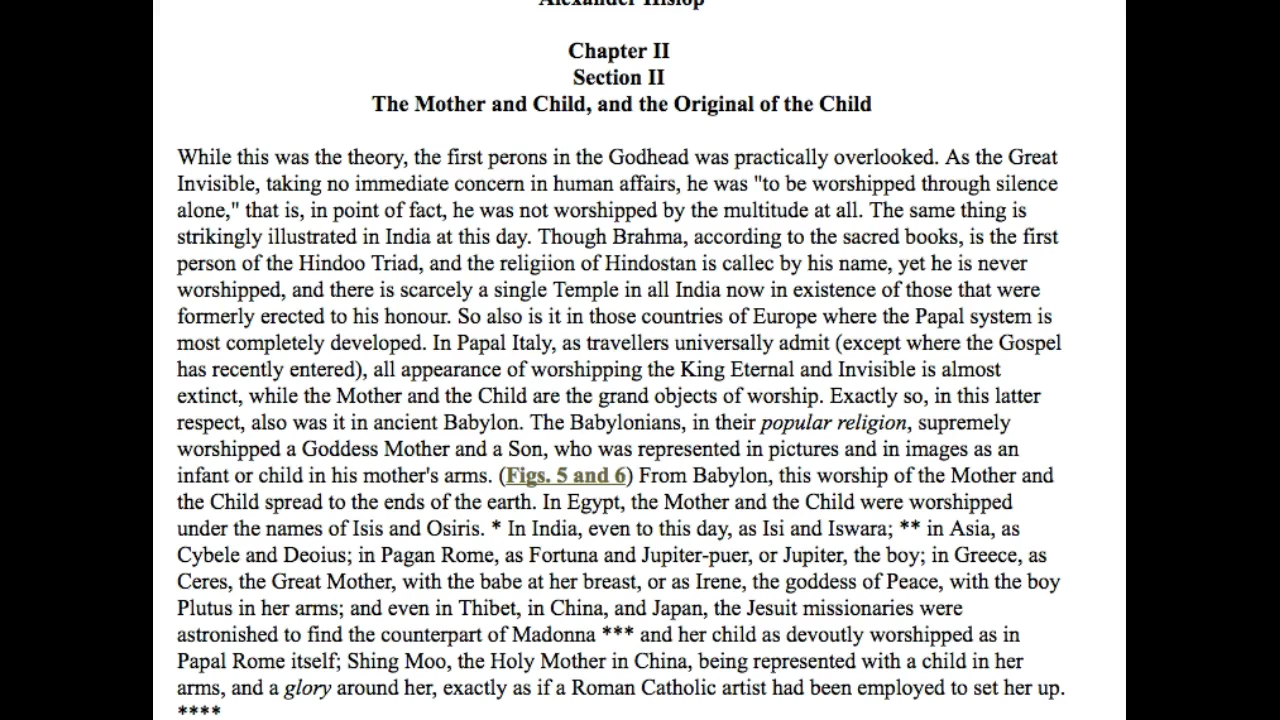 Alexander Hislop
Chapter II
Section II
The Mother and Child, and the Original of the Child
While this was the theory, the first perons in the Godhead was practically overlooked. As the Great
Invisible, taking no immediate concern in human affairs, he was "to be worshipped through silence
alone," that is, in point of fact, he was not worshipped by the multitude at all. The same thing is
strikingly illustrated in India at this day. Though Brahma, according to the sacred books, is the first
person of the Hindoo Triad, and the religiion of Hindostan is callec by his name, yet he is never
worshipped, and there is scarcely a single Temple in all India now in existence of those that were
formerly erected to his honour. So also is it in those countries of Europe where the Papal system is
most completely developed. In Papal Italy, as travellers universally admit (except where the Gospel
has recently entered), all appearance of worshipping the King Eternal and Invisible is almost
extinct, while the Mother and the Child are the grand objects of worship. Exactly so, in this latter
respect, also was it in ancient Babylon. The Babylonians, in their popular religion, supremely
worshipped a Goddess Mother and a Son, who was represented in pictures and in images as an
infant or child in his mother's arms. (Figs. 5 and 6) From Babylon, this worship of the Mother and
the Child spread to the ends of the earth. In Egypt, the Mother and the Child were worshipped
under the names of Isis and Osiris. * In India, even to this day, as Isi and Iswara; ** in Asia, as
Cybele and Deoius; in Pagan Rome, as Fortuna and Jupiter-puer, or Jupiter, the boy; in Greece, as
Ceres, the Great Mother, with the babe at her breast, or as Irene, the goddess of Peace, with the boy
Plutus in her arms; and even in Thibet, in China, and Japan, the Jesuit missionaries were
astronished to find the counterpart of Madonna *** and her child as devoutly worshipped as in
Papal Rome itself; Shing Moo, the Holy Mother in China, being represented with a child in her
arms, and a glory around her, exactly as if a Roman Catholic artist had been employed to set her up.
****